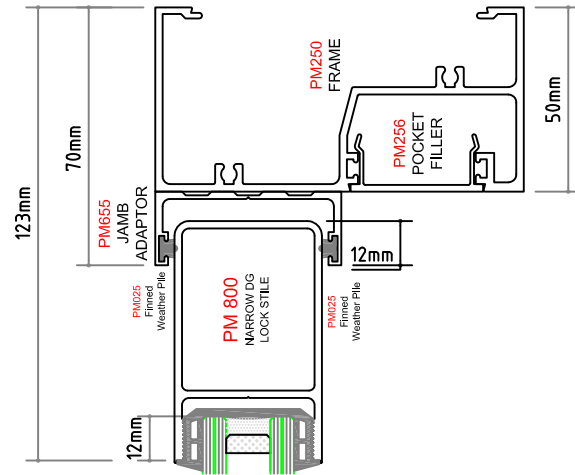 PM250
FRAME
50mm
70mm
123mm
PM256
POCKET
FILLER
PM655
JAMB
ADAPTOR
12mm
PM025
Finned
Weather Pile
PM 800
NARROW DG
LOCK STILE
PM025
Finned
Weather Pile
12mm